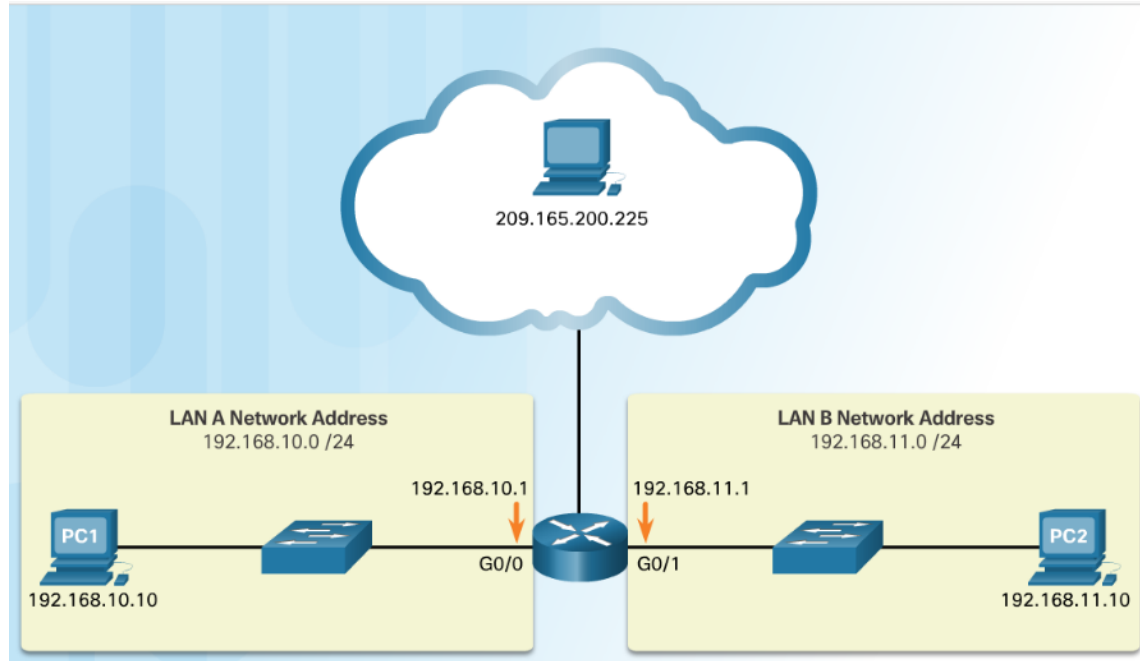 209.165.200.225
LAN A Network Address
192.168.10.0 /24
LAN B Network Address
192.168.11.0 /24
192.168.10.1
192.168.11.1
PC1
G0/0
G0/1
PC2
192.168.10.10
192.168.11.10